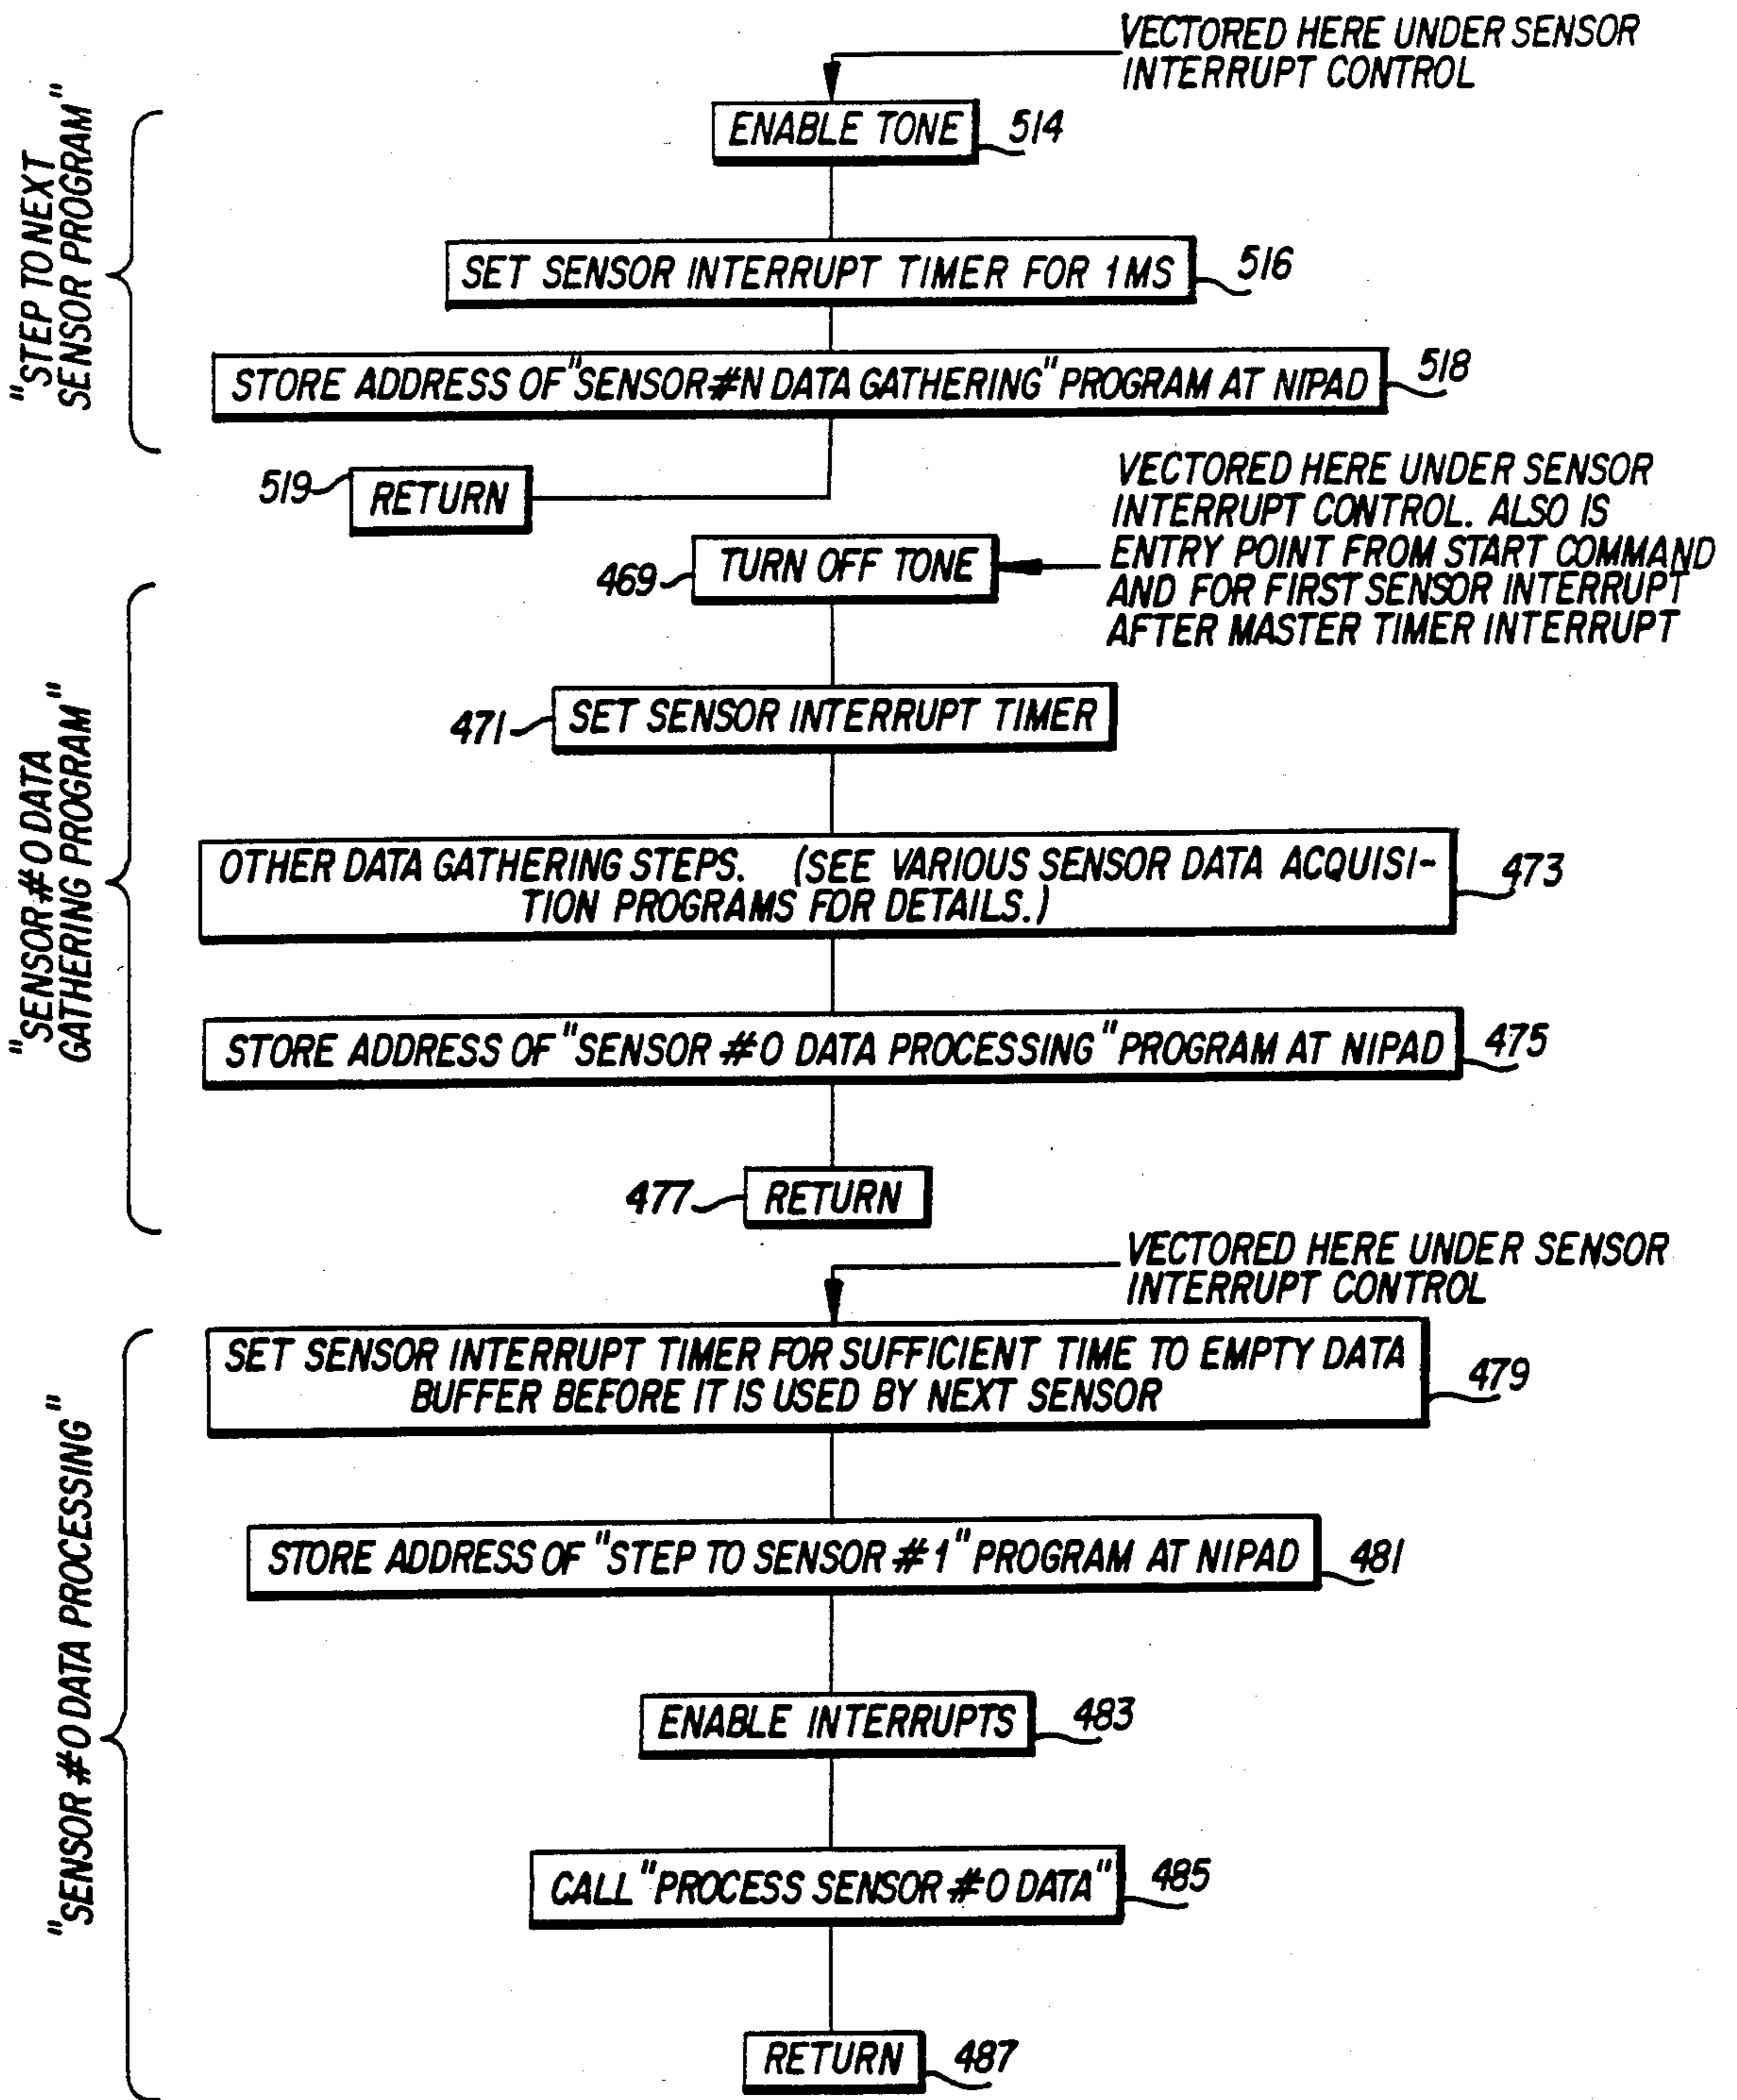 VECTORED HERE UNDER SENSOR
INTERRUPT CONTROL
"STEP TO NEXT
SENSOR PROGRAM"
ENABLE TONE
514
SET SENSOR INTERRUPT TIMER FOR 1MS
516
STORE ADDRESS OF "SENSOR #N DATA GATHERING" PROGRAM AT NIPAD
518
519
RETURN
VECTORED HERE UNDER SENSOR
INTERRUPT CONTROL. ALSO IS
ENTRY POINT FROM START COMMAND
AND FOR FIRST SENSOR INTERRUPT
AFTER MASTER TIMER INTERRUPT
"SENSOR #0 DATA
GATHERING PROGRAM"
469
TURN OFF TONE
471
SET SENSOR INTERRUPT TIMER
OTHER DATA GATHERING STEPS. (SEE VARIOUS SENSOR DATA ACQUISI-
TION PROGRAMS FOR DETAILS.)
473
STORE ADDRESS OF "SENSOR #0 DATA PROCESSING" PROGRAM AT NIPAD
475
477
RETURN
VECTORED HERE UNDER SENSOR
INTERRUPT CONTROL
"SENSOR #0 DATA PROCESSING"
SET SENSOR INTERRUPT TIMER FOR SUFFICIENT TIME TO EMPTY DATA
BUFFER BEFORE IT IS USED BY NEXT SENSOR
479
STORE ADDRESS OF "STEP TO SENSOR #1" PROGRAM AT NIPAD
481
ENABLE INTERRUPTS
483
CALL "PROCESS SENSOR #0 DATA"
485
RETURN
487